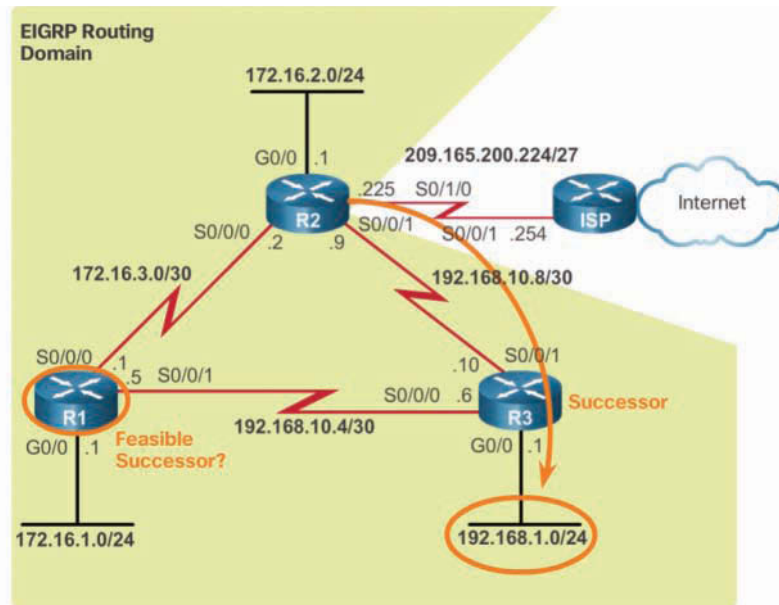 EIGRP Routing
Domain
172.16.2.0/24
G0/0 .1
209.165.200.224/27
.225 S0/1/0
R2
ISP
Internet
S0/0/0
.2
.9
S0/0/1
S0/0/1 .254
172.16.3.0/30
192.168.10.8/30
S0/0/0 .1
.5 S0/0/1
.10 S0/0/1
S0/0/0 .6
R1
R3
Successor
192.168.10.4/30
G0/0 .1
Feasible
Successor?
G0/0 .1
172.16.1.0/24
192.168.1.0/24